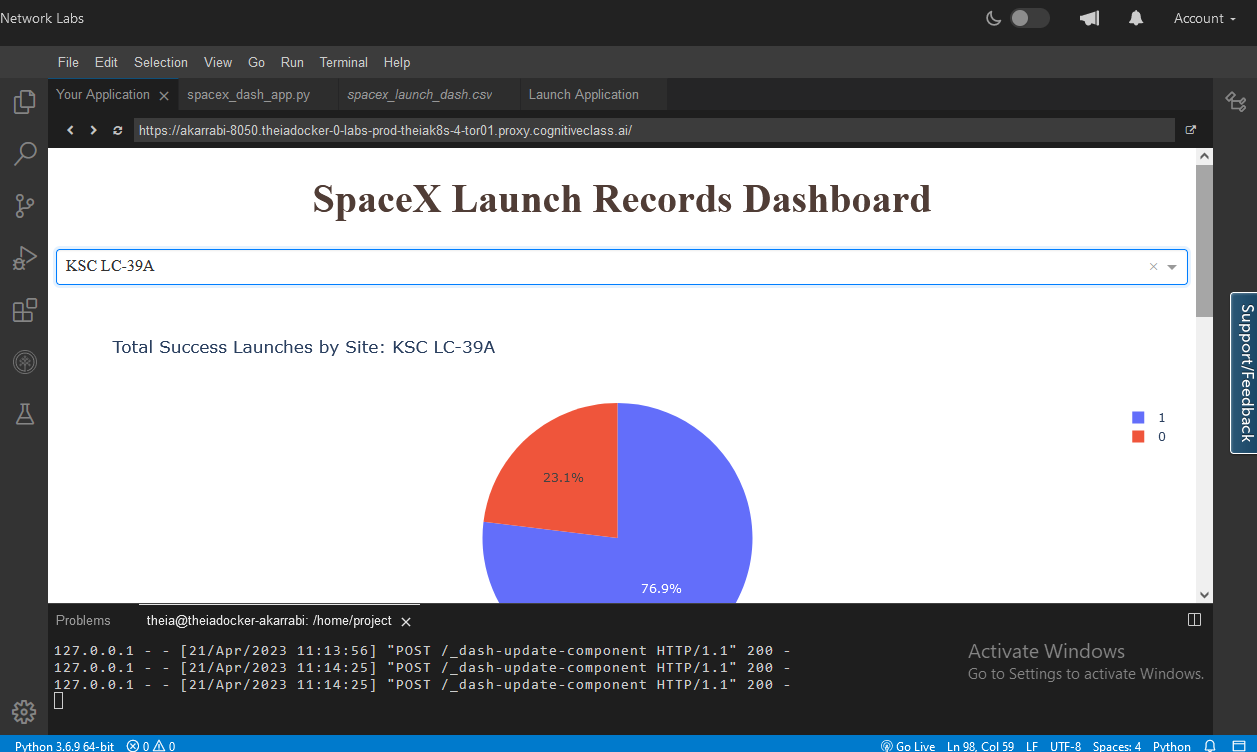 Network Labs
Account
File Edit Selection View Go Run Terminal Help
Your Application spacex_dash_app.py spacex_launch_dash.csv Launch Application
https://akarrabi-8050.theiadocker-0-labs-prod-theiak8s-4-tor01.proxy.cognitiveclass.ai/
SpaceX Launch Records Dashboard
KSC LC-39A
Total Success Launches by Site: KSC LC-39A
1
0
23.1%
76.9%
Support/Feedback
Problems theia@theiadocker-akarrabi: /home/project
127.0.0.1 - - [21/Apr/2023 11:13:56] "POST /_dash-update-component HTTP/1.1" 200 -
127.0.0.1 - - [21/Apr/2023 11:14:25] "POST /_dash-update-component HTTP/1.1" 200 -
127.0.0.1 - - [21/Apr/2023 11:14:25] "POST /_dash-update-component HTTP/1.1" 200 -
Activate Windows
Go to Settings to activate Windows.
Python 3.6.9 64-bit 0 0 Go Live Ln 98, Col 59 LF UTF-8 Spaces: 4 Python